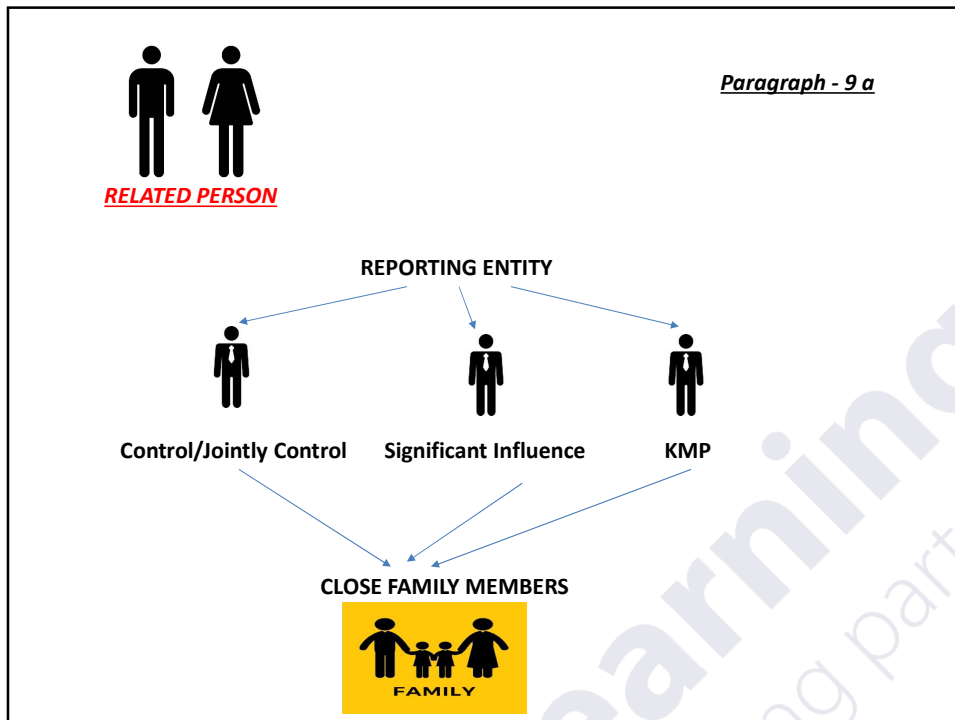 Paragraph - 9 a
RELATED PERSON
REPORTING ENTITY
Control/Jointly Control Significant Influence KMP
CLOSE FAMILY MEMBERS
FAMILY